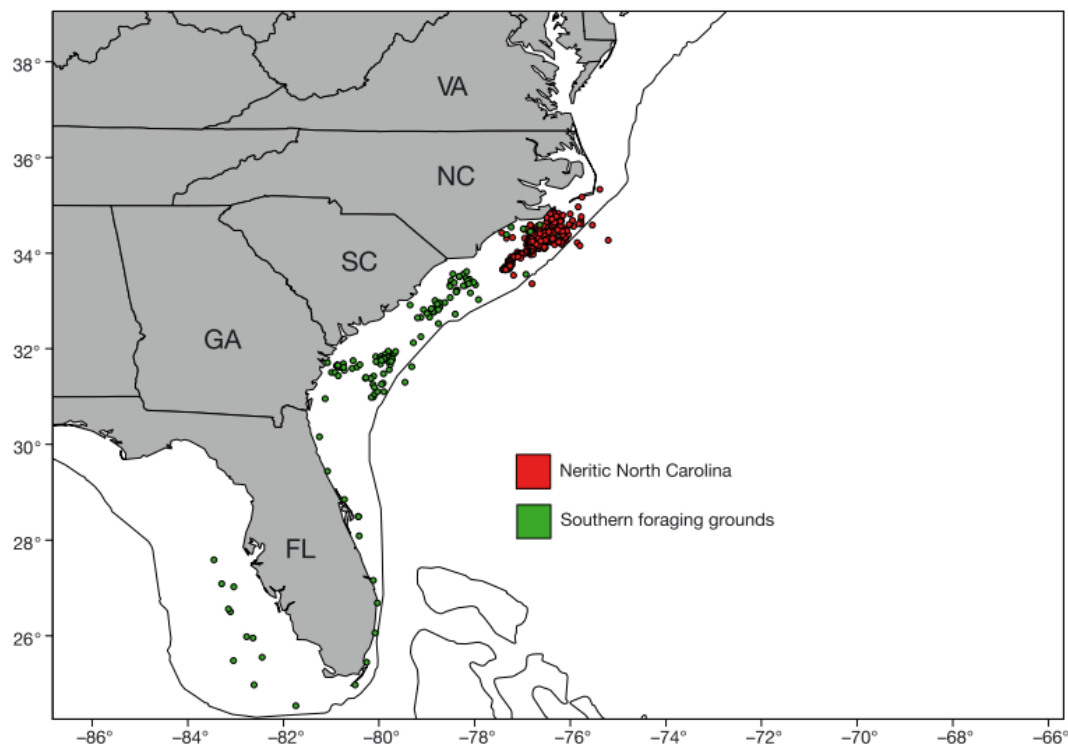 38°
VA
36°
NC
34°
SC
GA
32°
30°
Neritic North Carolina
Southern foraging grounds
28°
FL
26°
−86° −84° −82° −80° −78° −76° −74° −72° −70° −68° −66°